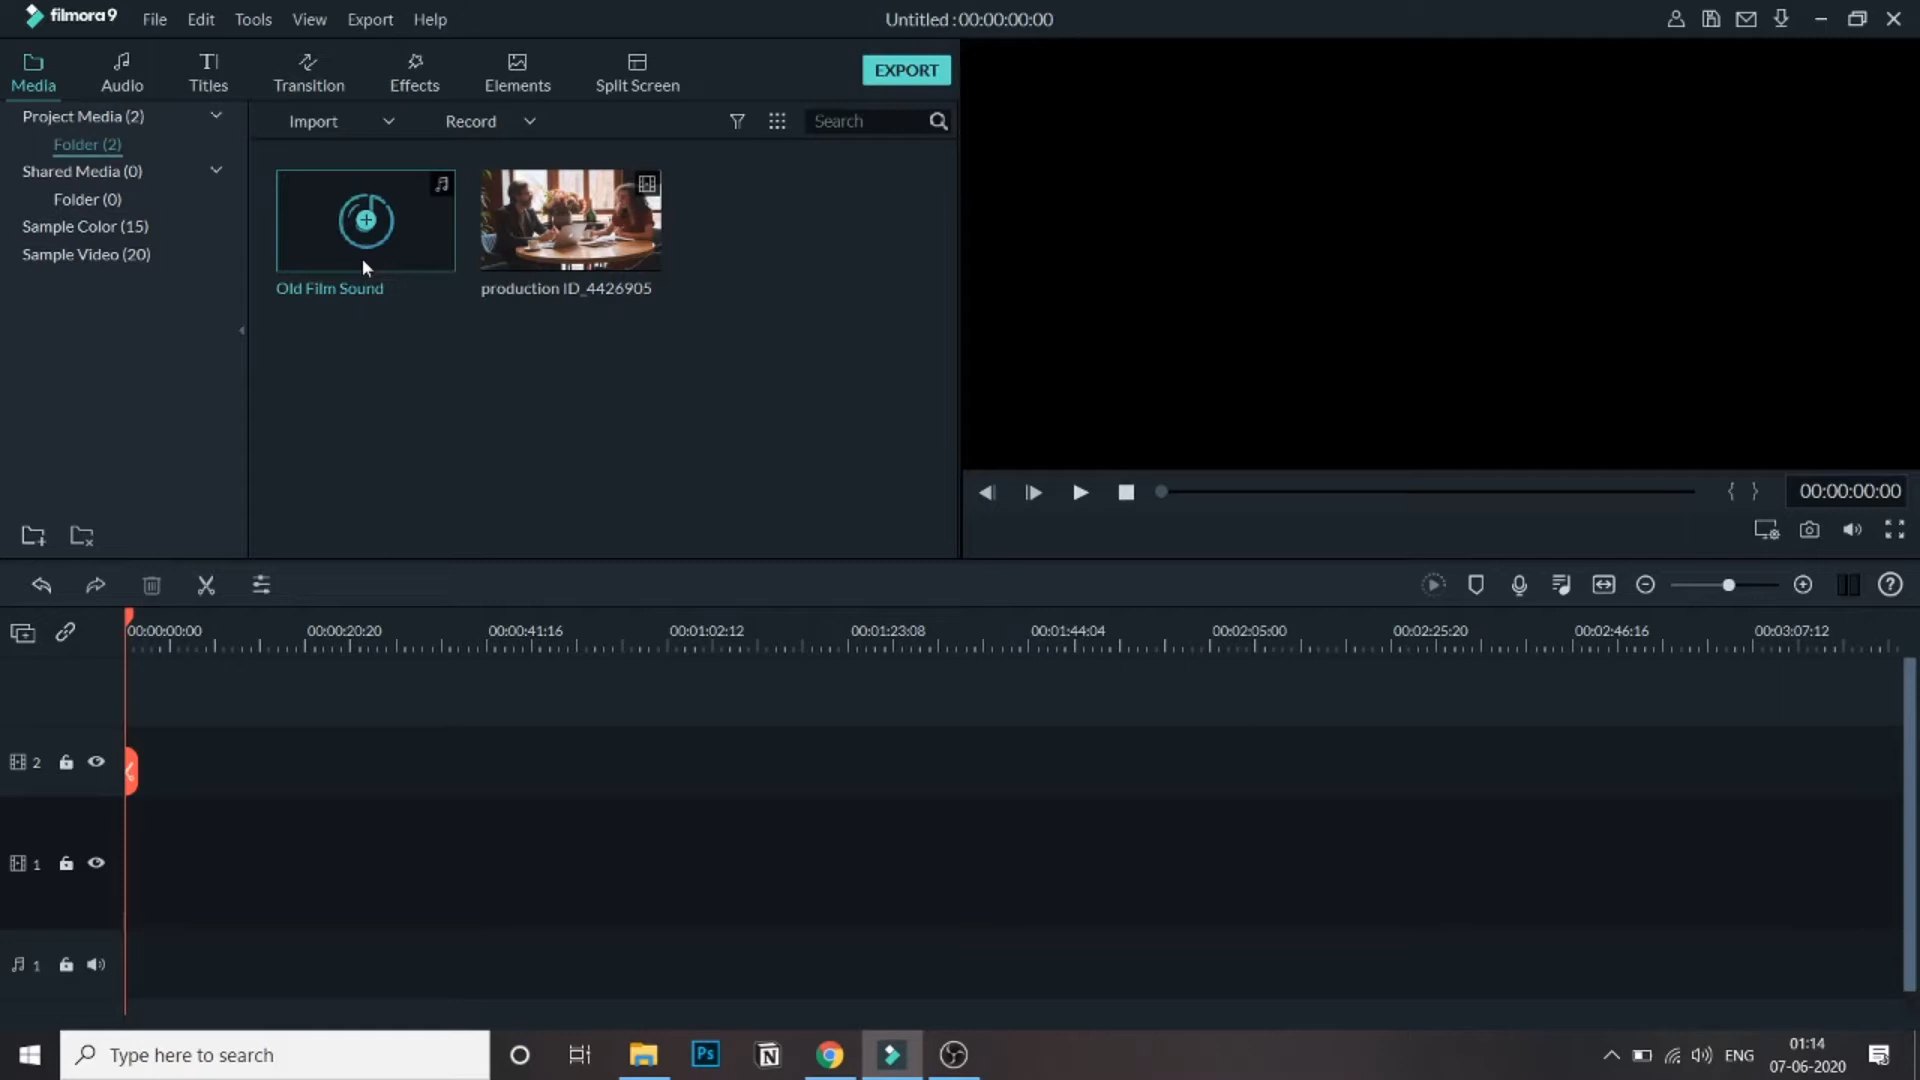 filmora9 File Edit Tools View Export Help Untitled : 00:00:00:00
Media Audio Titles Transition Effects Elements Split Screen EXPORT
Project Media (2)
Folder (2)
Shared Media (0)
Folder (0)
Sample Color (15)
Sample Video (20)
Import Record Search
Old Film Sound production ID_4426905
00:00:00:00
00:00:00:00 00:00:20:20 00:00:41:16 00:01:02:12 00:01:23:08 00:01:44:04 00:02:05:00 00:02:25:20 00:02:46:16 00:03:07:12
2
1
1
Type here to search
Ps
N
ENG
01:14
07-06-2020